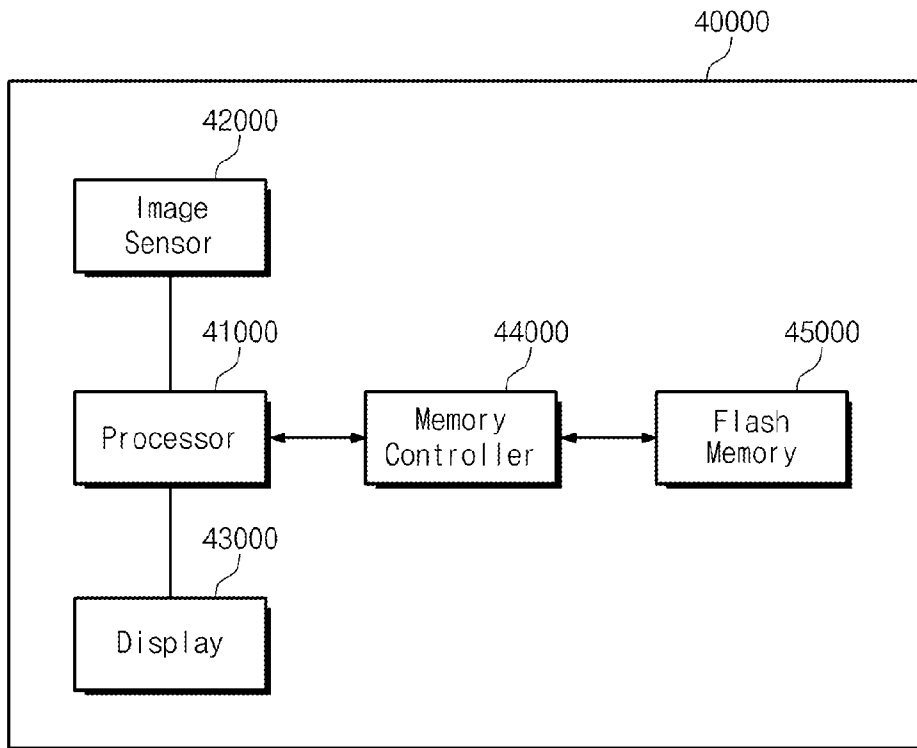 40000
42000
Image
Sensor
41000
Processor
44000
Memory
Controller
45000
Flash
Memory
43000
Display